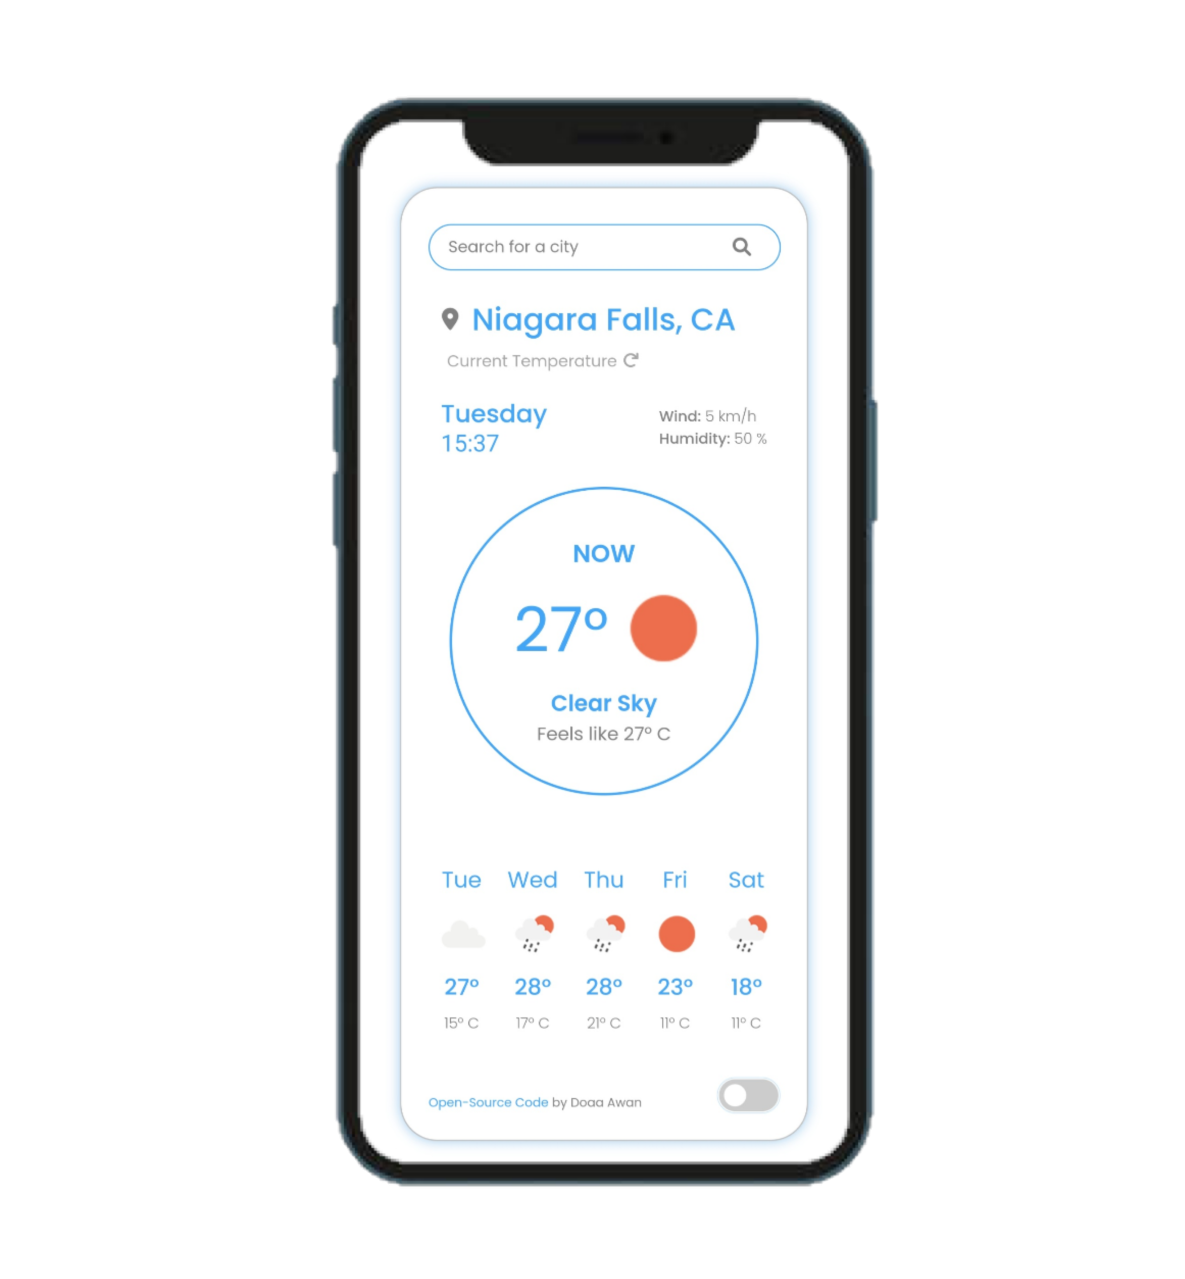 Search for a city
Niagara Falls, CA
Current Temperature
Tuesday
15:37
Wind: 5 km/h
Humidity: 50 %
NOW
27º
Clear Sky
Feels like 27º C
Tue Wed Thu Fri Sat
27º 28º 28º 23º 18º
15º C 17º C 21º C 11º C 11º C
Open-Source Code by Doaa Awan